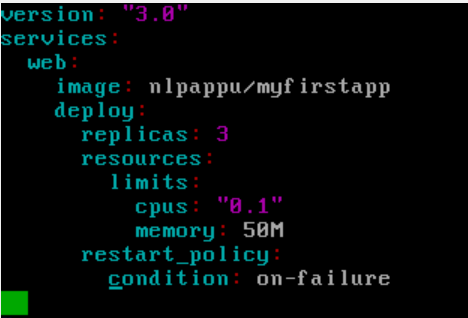 version: "3.0"
services:
  web:
    image: nlpappu/myfirstapp
    deploy:
      replicas: 3
      resources:
        limits:
          cpus: "0.1"
          memory: 50M
      restart_policy:
        condition: on-failure